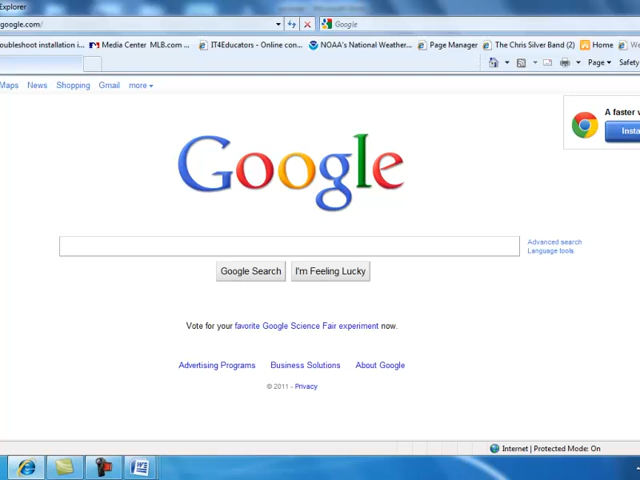 Explorer
google.com/
Google
oubleshoot installation i...
Media Center MLB.com ...
IT4Educators - Online con...
NOAA's National Weather...
Page Manager
The Chris Silver Band (2)
Home
We
Page
Safety
Maps News Shopping Gmail more
A faster w
Insta
Google
Advanced search
Language tools
Google Search I'm Feeling Lucky
Vote for your favorite Google Science Fair experiment now.
Advertising Programs Business Solutions About Google
© 2011 - Privacy
Internet | Protected Mode: On